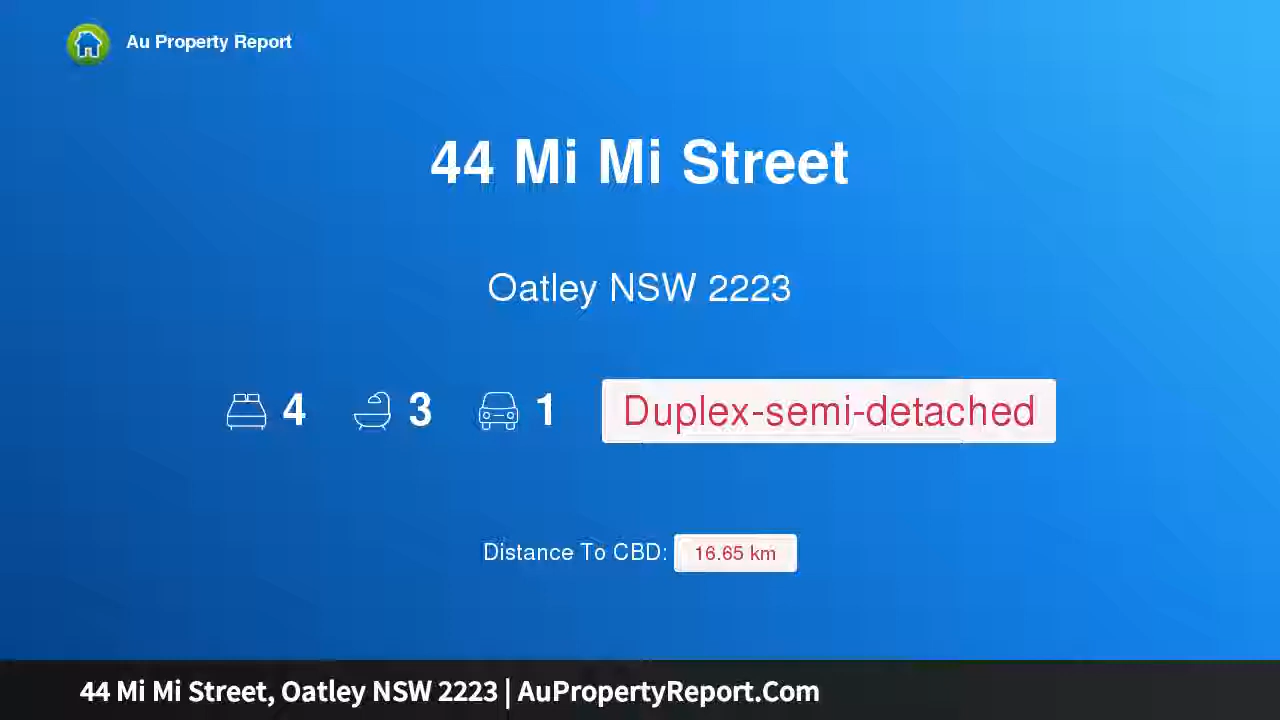 Au Property Report
44 Mi Mi Street
Oatley NSW 2223
4 3 1 Duplex-semi-detached
Distance To CBD: 16.65 km
44 Mi Mi Street, Oatley NSW 2223 | AuPropertyReport.Com